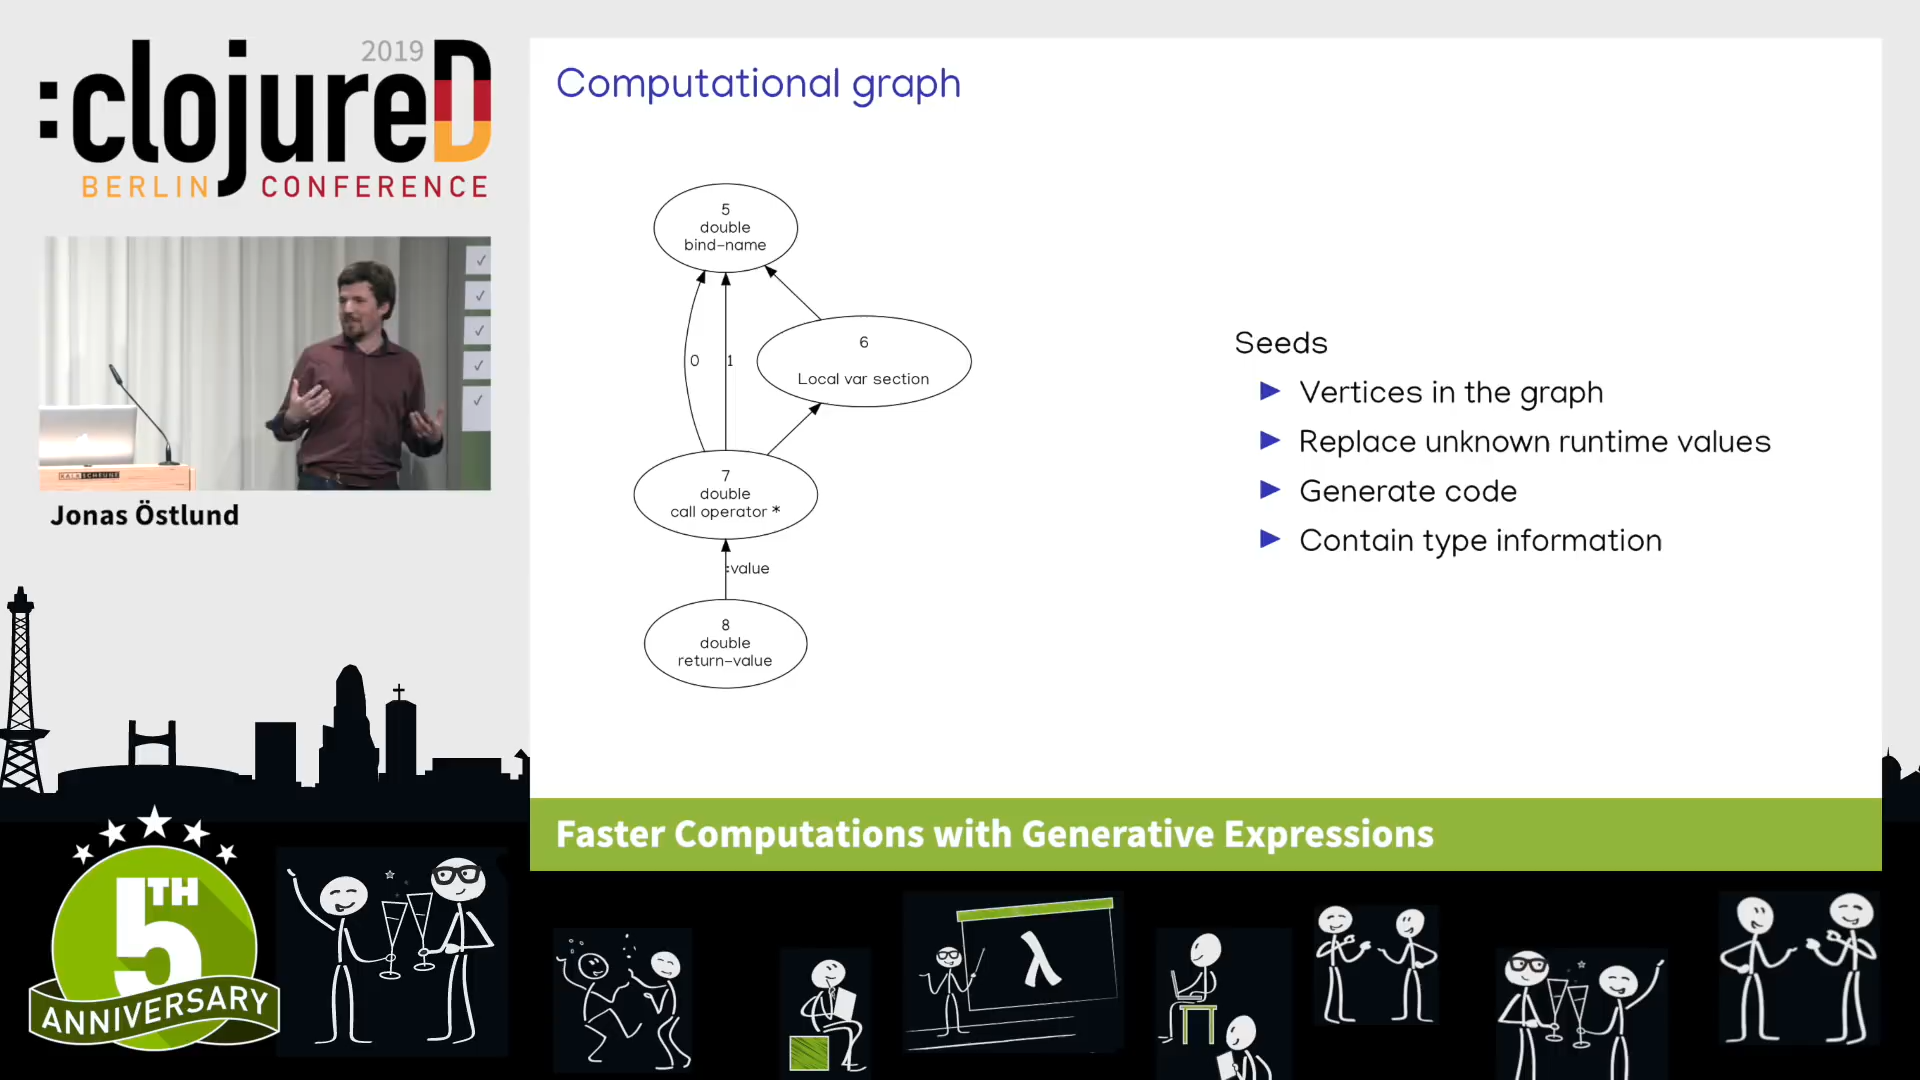 2019
:clojureD
BERLIN CONFERENCE
KALKSCHEUNE
Jonas Östlund
Computational graph
5
double
bind-name
0
1
6
Local var section
7
double
call operator *
:value
8
double
return-value
Seeds
▶ Vertices in the graph
▶ Replace unknown runtime values
▶ Generate code
▶ Contain type information
Faster Computations with Generative Expressions
5TH
ANNIVERSARY
λ